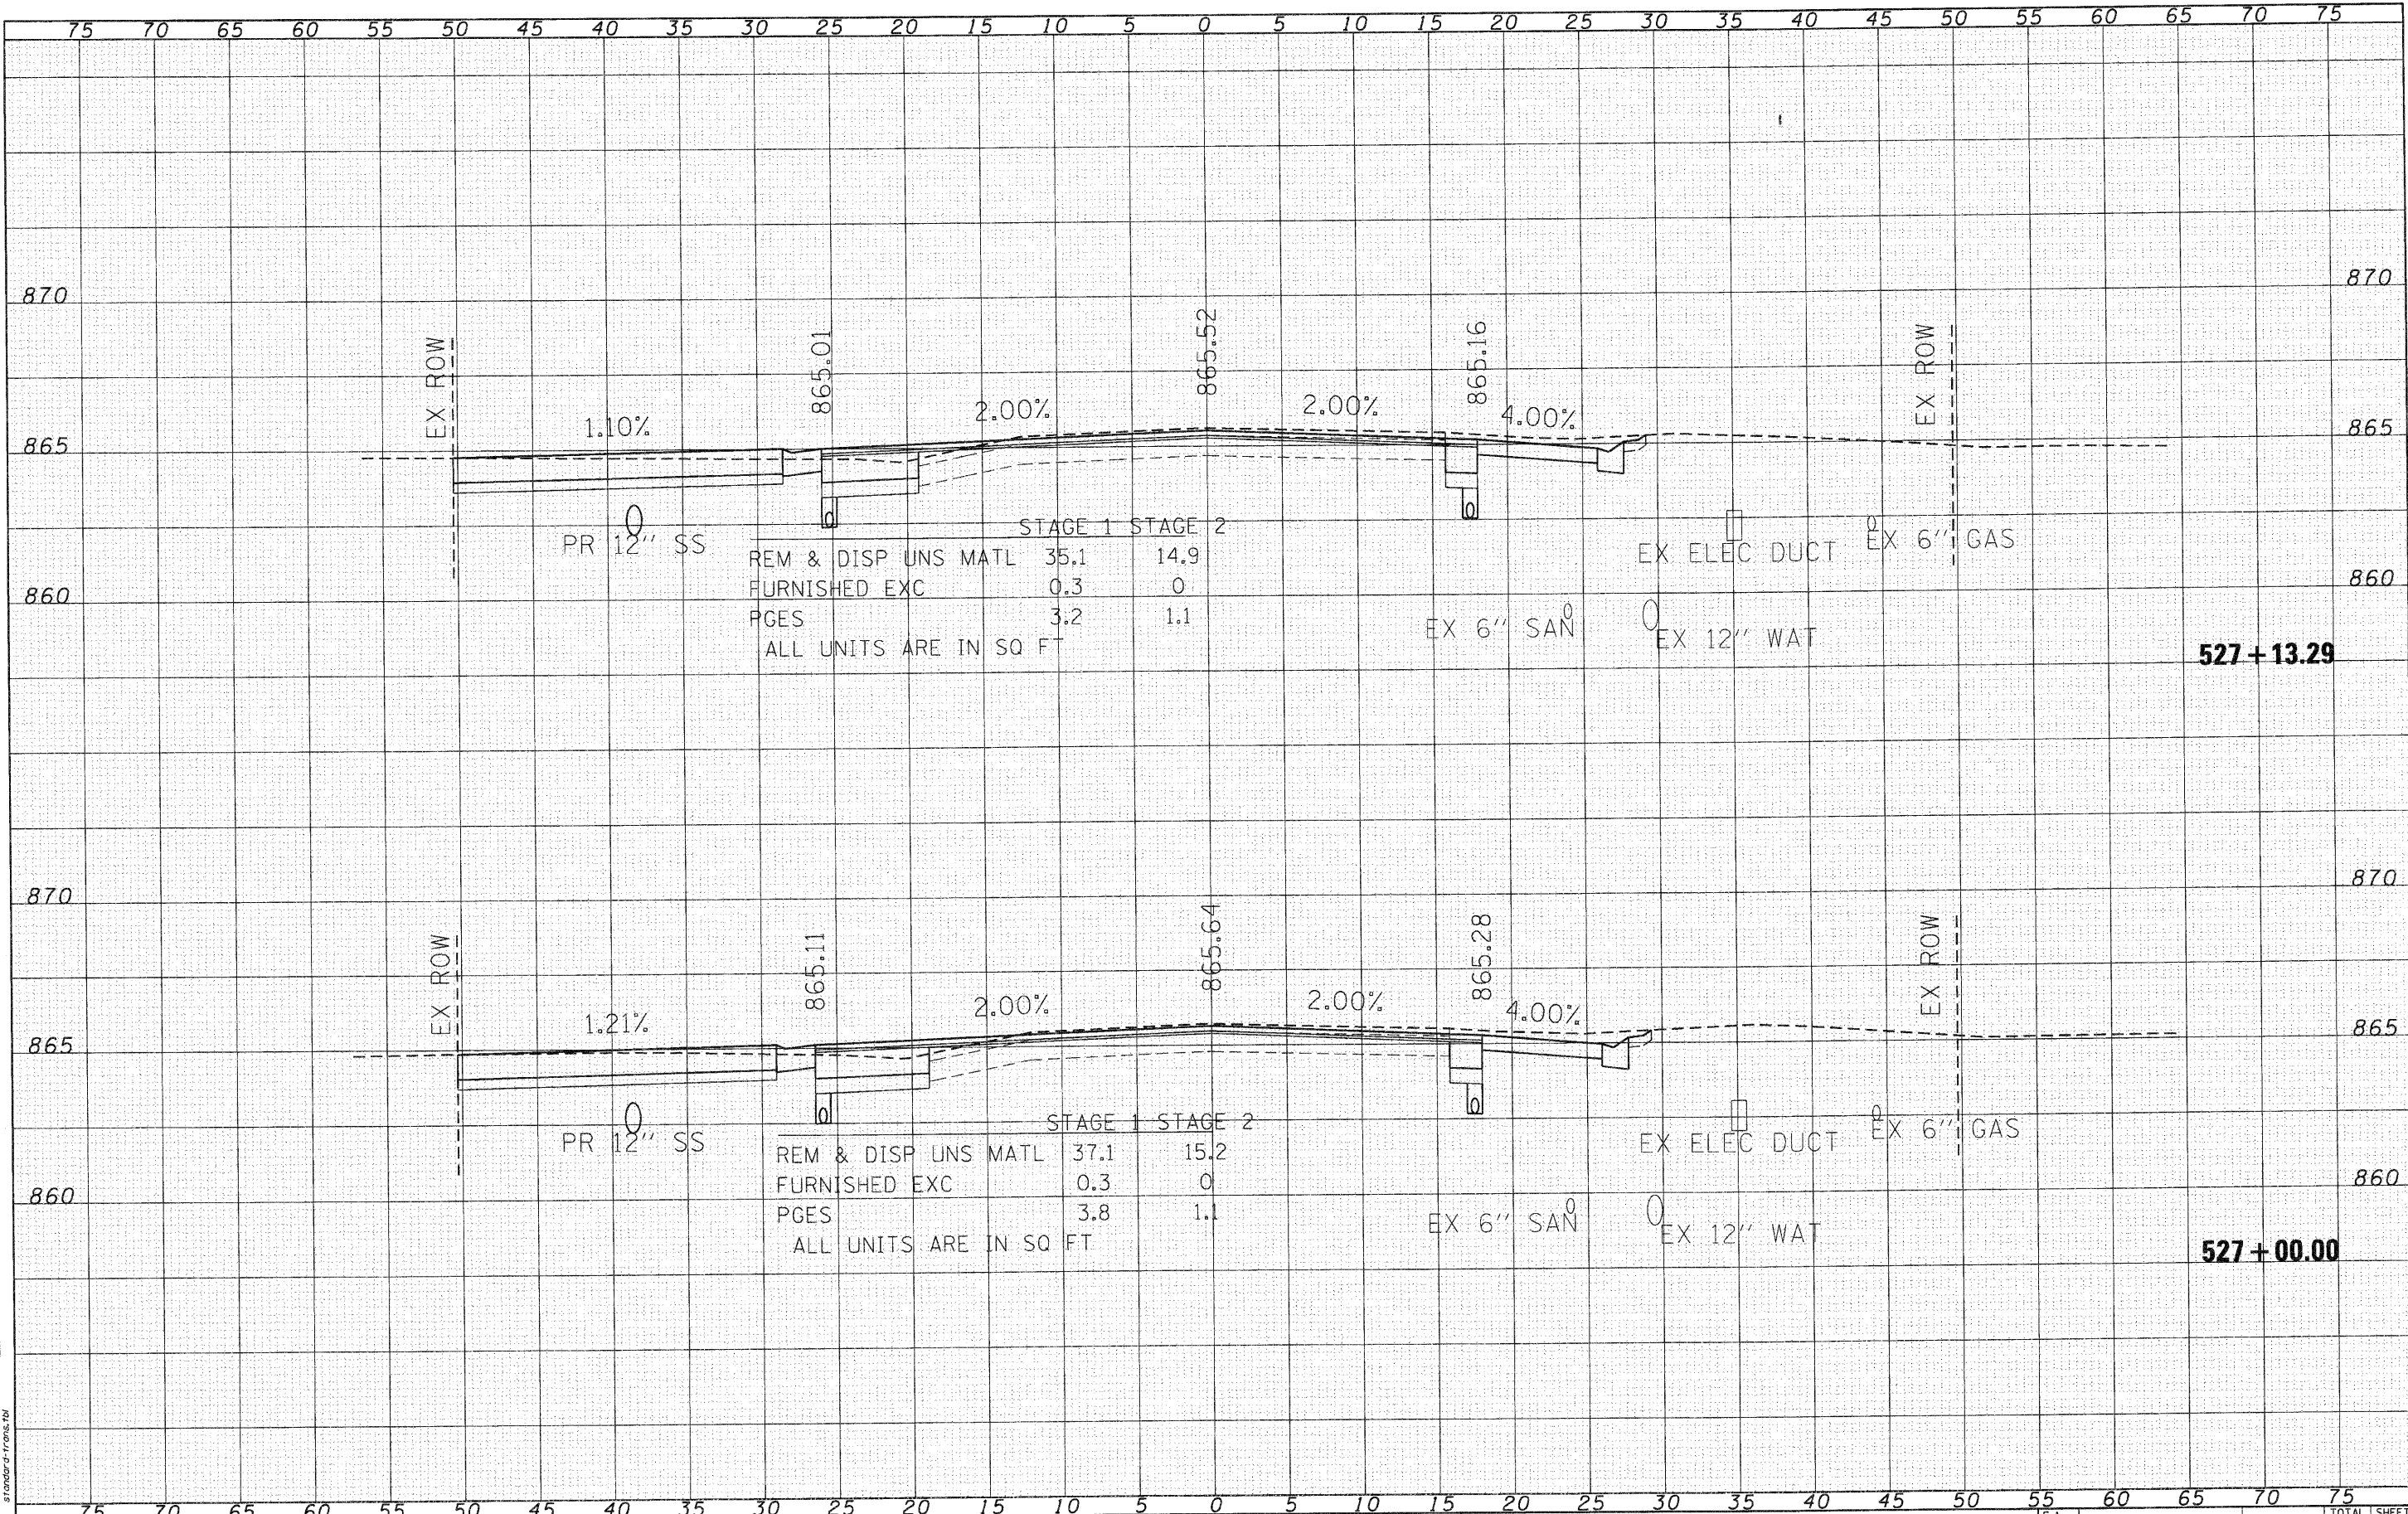 75 70 65 60 55 50 45 40 35 30 25 20 15 10 5 0 5 10 15 20 25 30 35 40 45 50 55 60 65 70 75
870 870
EX ROW 865.01 865.52 865.16 EX ROW
1.10% 2.00% 2.00% 4.00%
865 865
PR 12'' SS
EX ELEC DUCT EX 6'' GAS
STAGE 1 STAGE 2
REM & DISP UNS MATL 35.1 14.9
FURNISHED EXC 0.3 0
PGES 3.2 1.1
ALL UNITS ARE IN SQ FT
860 860
EX 6'' SAN EX 12'' WAT
527+13.29
870 870
EX ROW 865.11 865.64 865.28 EX ROW
1.21% 2.00% 2.00% 4.00%
865 865
PR 12'' SS
EX ELEC DUCT EX 6'' GAS
STAGE 1 STAGE 2
REM & DISP UNS MATL 37.1 15.2
FURNISHED EXC 0.3 0
PGES 3.8 1.1
ALL UNITS ARE IN SQ FT
860 860
EX 6'' SAN EX 12'' WAT
527+00.00
standard-trans.tbl
75 70 65 60 55 50 45 40 35 30 25 20 15 10 5 0 5 10 15 20 25 30 35 40 45 50 55 60 65 70 75
TOTAL SHEET